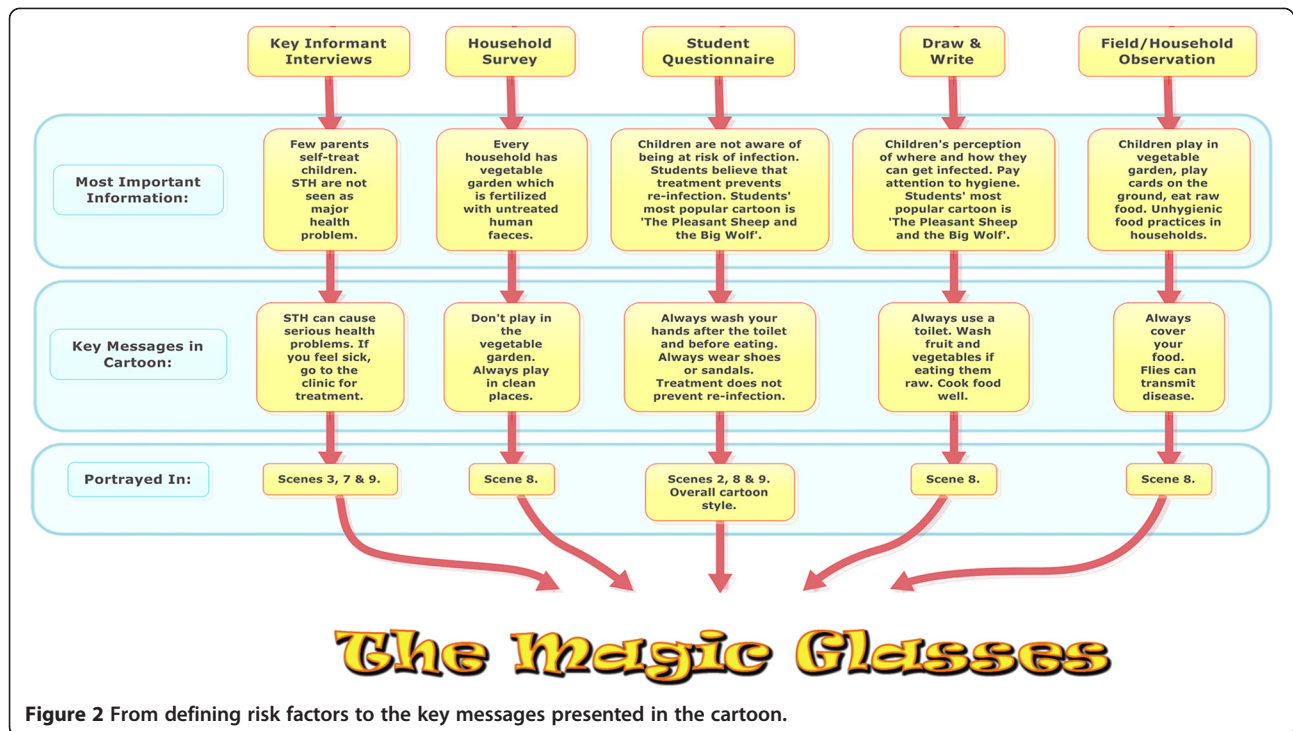 Key Informant
Interviews
Household
Survey
Student
Questionnaire
Draw &
Write
Field/Household
Observation
Most Important
Information:
Few parents
self-treat
children.
STH are not
seen as
major
health
problem.
Every
household has
vegetable
garden which
is fertilized
with untreated
human
faeces.
Children are not aware of
being at risk of infection.
Students believe that
treatment prevents
re-infection. Students'
most popular cartoon is
'The Pleasant Sheep and
the Big Wolf'.
Children's perception
of where and how they
can get infected. Pay
attention to hygiene.
Students' most
popular cartoon is
'The Pleasant Sheep
and the Big Wolf'.
Children play in
vegetable
garden, play
cards on the
ground, eat raw
food. Unhygienic
food practices in
households.
Key Messages in
Cartoon:
STH can cause
serious health
problems. If
you feel sick,
go to the
clinic for
treatment.
Don't play in
the
vegetable
garden.
Always play
in clean
places.
Always wash your
hands after the toilet
and before eating.
Always wear shoes
or sandals.
Treatment does not
prevent re-infection.
Always use a
toilet. Wash
fruit and
vegetables if
eating them
raw. Cook food
well.
Always
cover
your
food.
Flies can
transmit
disease.
Portrayed In:
Scenes 3, 7 & 9.
Scene 8.
Scenes 2, 8 & 9.
Overall cartoon
style.
Scene 8.
Scene 8.
The Magic Glasses
Figure 2 From defining risk factors to the key messages presented in the cartoon.